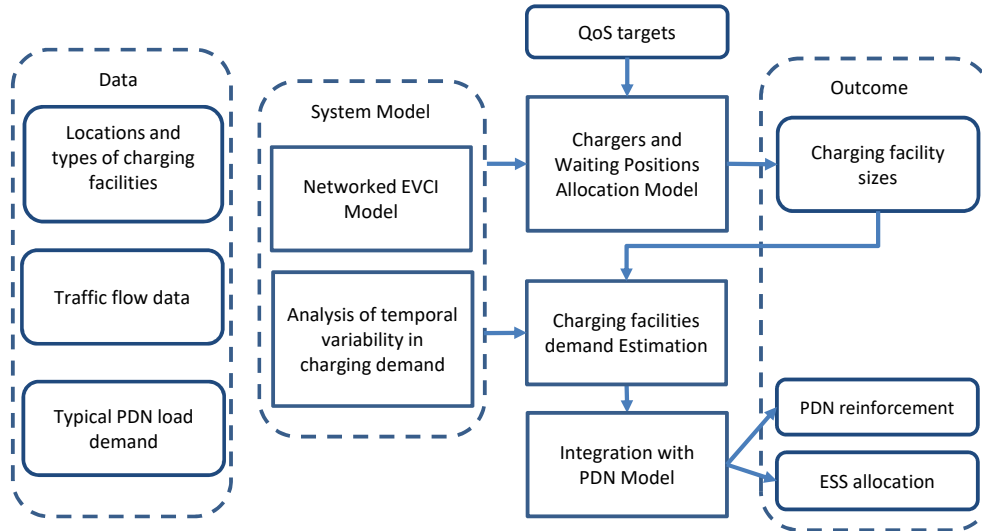 Data
Locations and
types of charging
facilities
Traffic flow data
Typical PDN load
demand
System Model
Networked EVCI
Model
Analysis of temporal
variability in
charging demand
QoS targets
Chargers and
Waiting Positions
Allocation Model
Charging facilities
demand Estimation
Integration with
PDN Model
Outcome
Charging facility
sizes
PDN reinforcement
ESS allocation